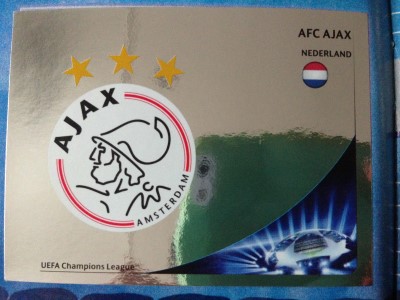 AFC AJAX
NEDERLAND
AJAX
AMSTERDAM
UEFA Champions League